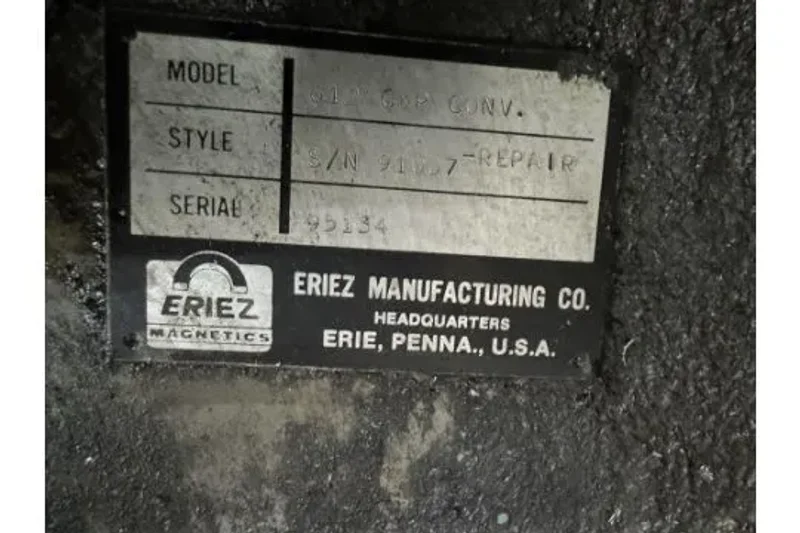 MODEL CONV.
STYLE S/N -REPAIR
SERIAL 95134
ERIEZ
MAGNETICS
ERIEZ MANUFACTURING CO.
HEADQUARTERS
ERIE, PENNA., U.S.A.